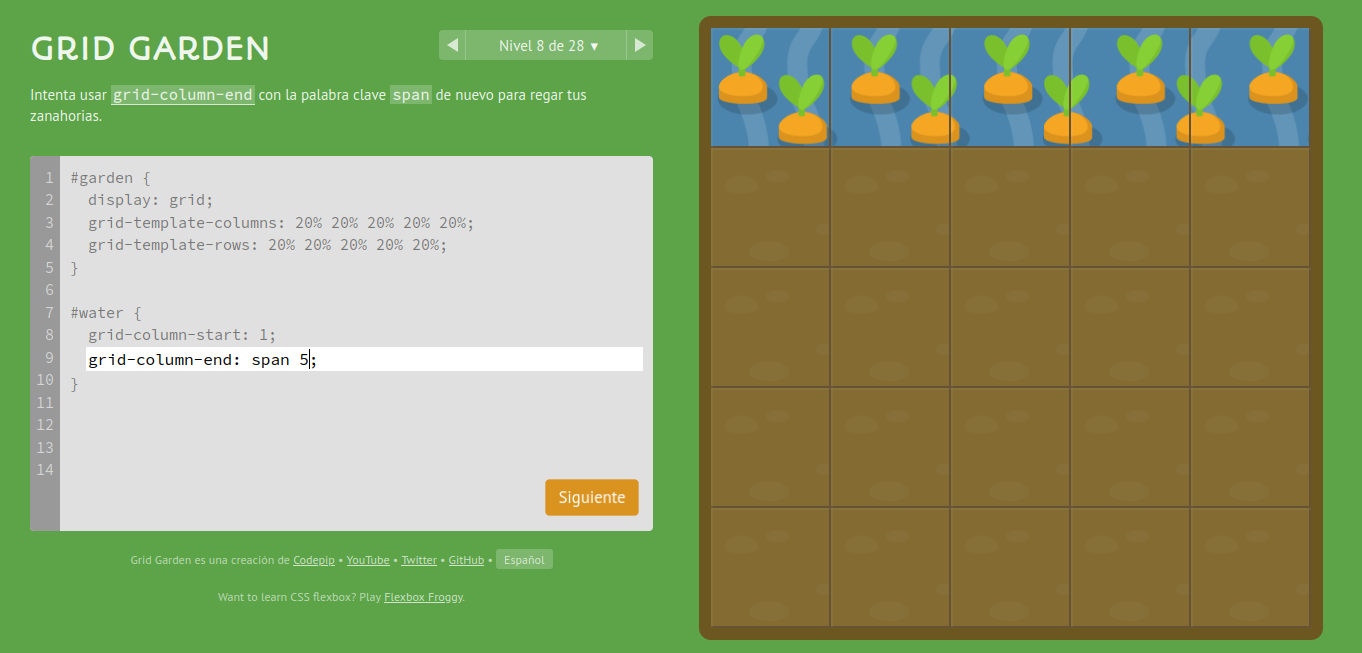 GRID GARDEN
◀ Nivel 8 de 28 ▾ ▶
Intenta usar grid-column-end con la palabra clave span de nuevo para regar tus
zanahorias.
1 #garden {
2 display: grid;
3 grid-template-columns: 20% 20% 20% 20% 20%;
4 grid-template-rows: 20% 20% 20% 20% 20%;
5 }
6
7 #water {
8 grid-column-start: 1;
9 grid-column-end: span 5;
10 }
11
12
13
14
Siguiente
Grid Garden es una creación de Codepip • YouTube • Twitter • GitHub • Español
Want to learn CSS flexbox? Play Flexbox Froggy.